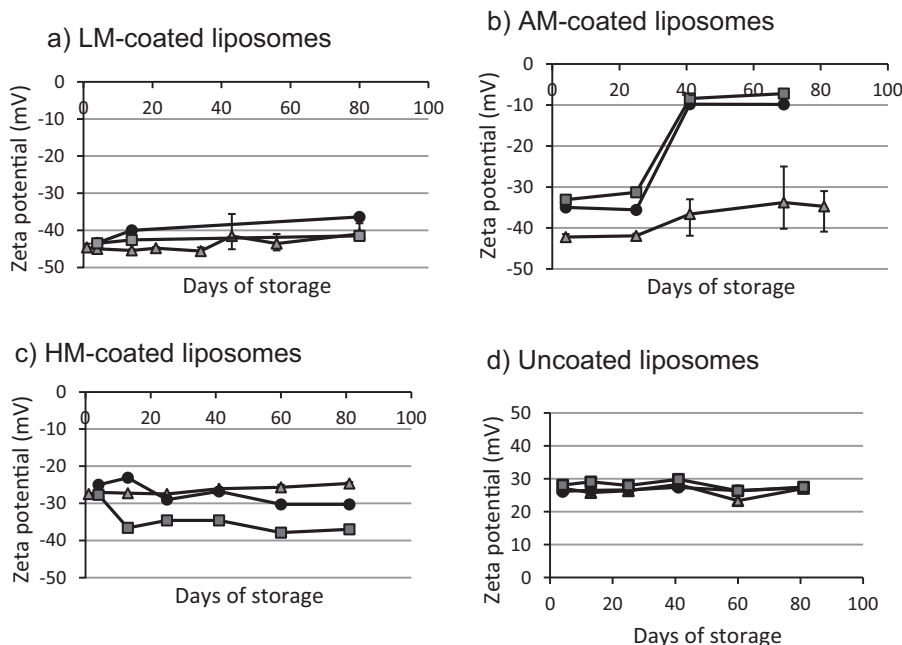 a) LM-coated liposomes
0
-10
-20
-30
-40
-50
0 20 40 60 80 100
Zeta potential (mV)
Days of storage
b) AM-coated liposomes
0
-10
-20
-30
-40
-50
0 20 40 60 80 100
Zeta potential (mV)
Days of storage
c) HM-coated liposomes
0
-10
-20
-30
-40
-50
0 20 40 60 80 100
Zeta potential (mV)
Days of storage
d) Uncoated liposomes
50
40
30
20
10
0
0 20 40 60 80 100
Zeta potential (mV)
Days of storage